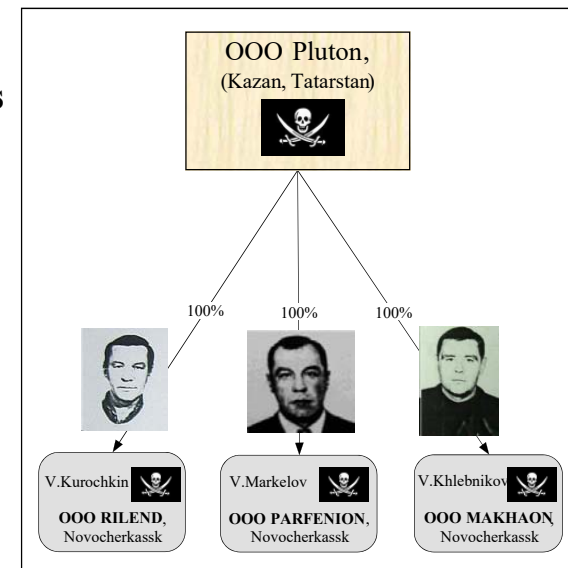 s
OOO Pluton,
(Kazan, Tatarstan)
100%
100%
100%
V.Kurochkin
OOO RILEND,
Novocherkassk
V.Markelov
OOO PARFENION,
Novocherkassk
V.Khlebnikov
OOO MAKHAON,
Novocherkassk